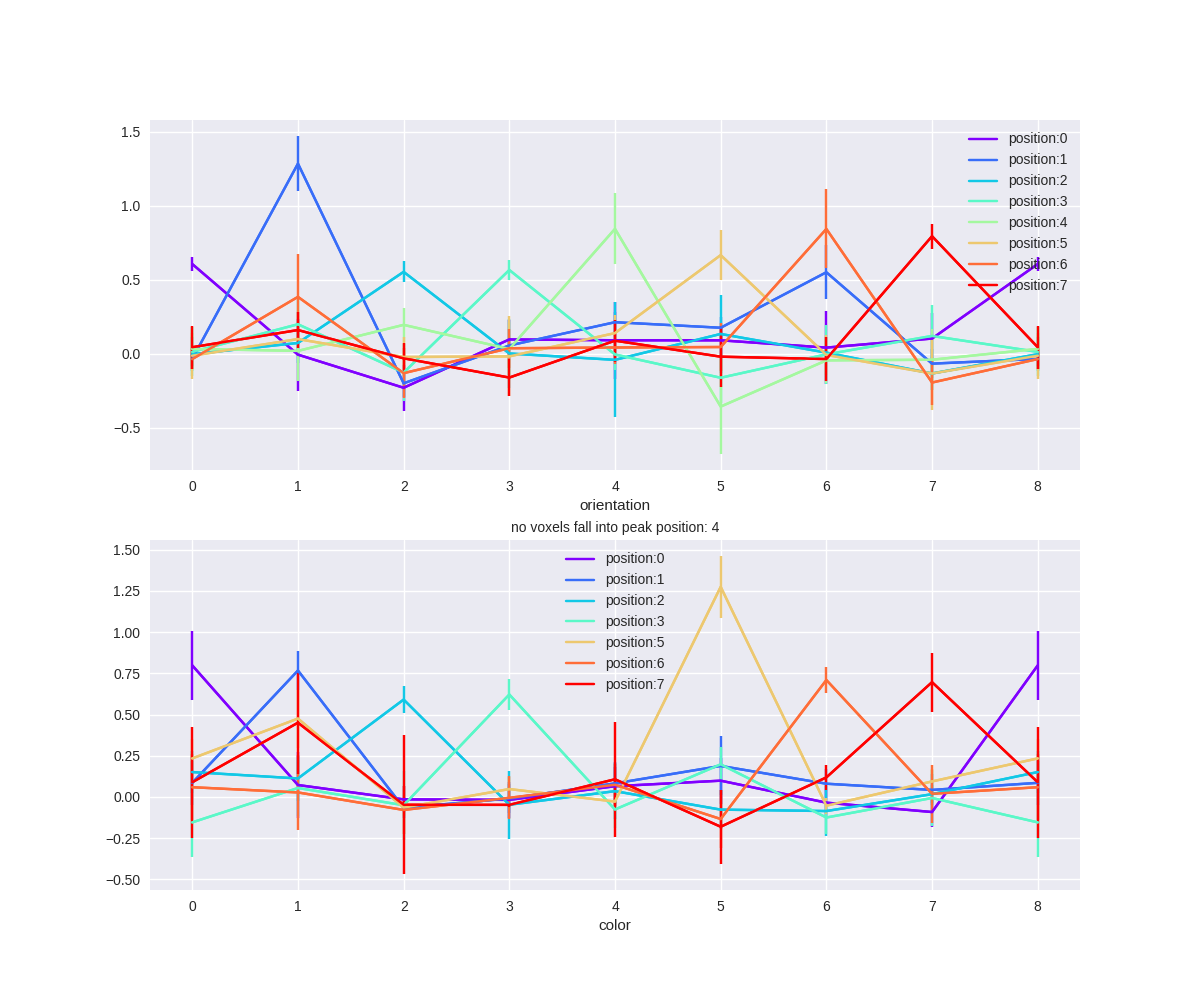 1.5
1.0
0.5
0.0
−0.5
position:0
position:1
position:2
position:3
position:4
position:5
position:6
position:7
0 1 2 3 4 5 6 7 8
orientation
no voxels fall into peak position: 4
1.50
1.25
1.00
0.75
0.50
0.25
0.00
−0.25
−0.50
position:0
position:1
position:2
position:3
position:5
position:6
position:7
0 1 2 3 4 5 6 7 8
color